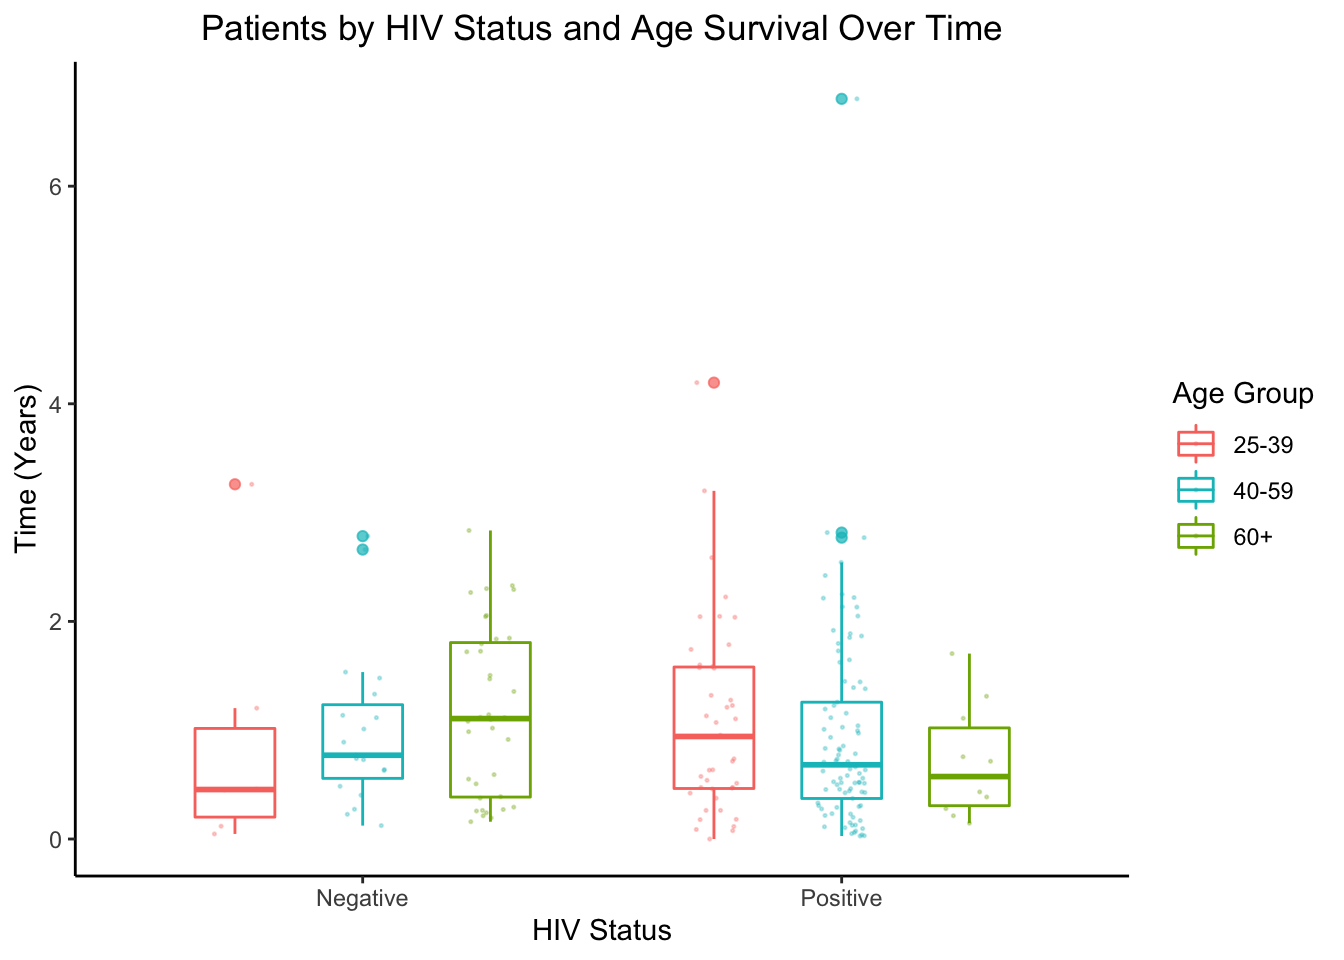 Patients by HIV Status and Age Survival Over Time
6
4
2
0
Time (Years)
Negative
Positive
HIV Status
Age Group
25-39
40-59
60+